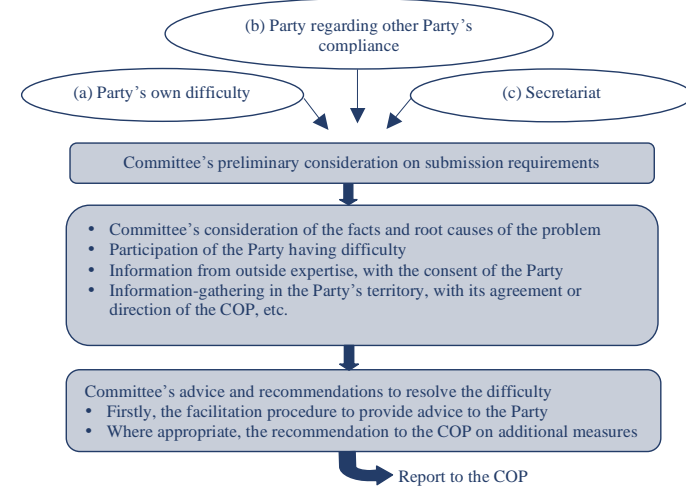 (b) Party regarding other Party's
compliance
(a) Party's own difficulty
(c) Secretariat
Committee's preliminary consideration on submission requirements
• Committee's consideration of the facts and root causes of the problem
• Participation of the Party having difficulty
• Information from outside expertise, with the consent of the Party
• Information-gathering in the Party's territory, with its agreement or
direction of the COP, etc.
Committee's advice and recommendations to resolve the difficulty
• Firstly, the facilitation procedure to provide advice to the Party
• Where appropriate, the recommendation to the COP on additional measures
Report to the COP